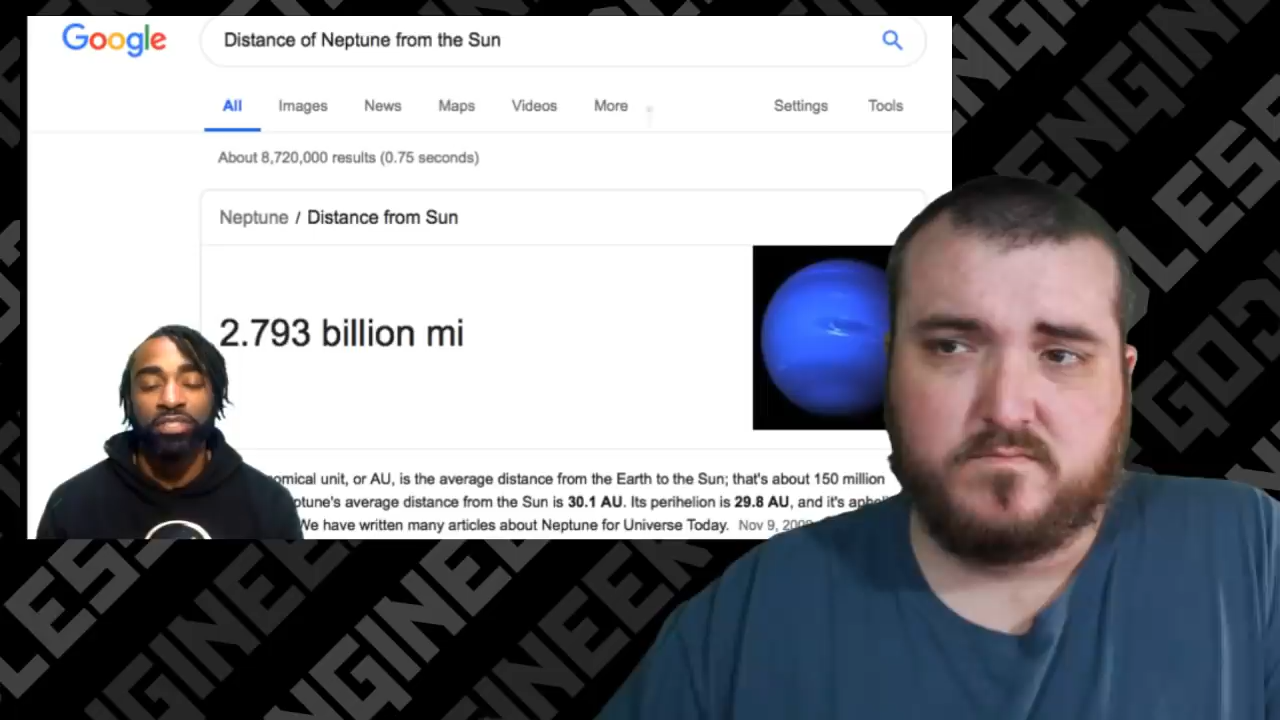 Google
Distance of Neptune from the Sun
All Images News Maps Videos More Settings Tools
About 8,720,000 results (0.75 seconds)
Neptune / Distance from Sun
2.793 billion mi
nomical unit, or AU, is the average distance from the Earth to the Sun; that's about 150 million
ptune's average distance from the Sun is 30.1 AU. Its perihelion is 29.8 AU, and it's
We have written many articles about Neptune for Universe Today. Nov 9,